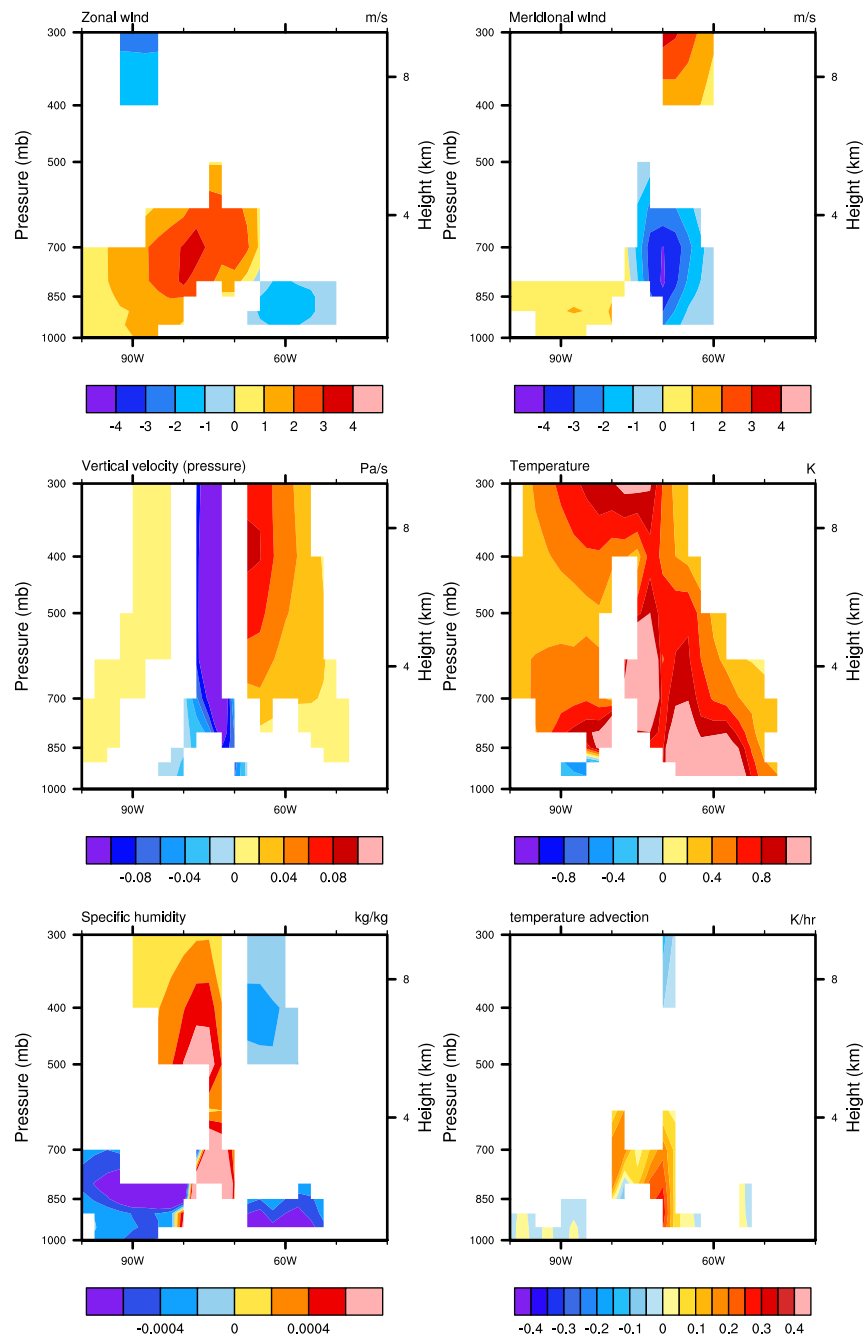 Zonal wind m/s
300
400
500
700
850
1000
Pressure (mb)
8
4
Height (km)
90W 60W
-4 -3 -2 -1 0 1 2 3 4
Meridional wind m/s
300
400
500
700
850
1000
Pressure (mb)
8
4
Height (km)
90W 60W
-4 -3 -2 -1 0 1 2 3 4
Vertical velocity (pressure) Pa/s
300
400
500
700
850
1000
Pressure (mb)
8
4
Height (km)
90W 60W
-0.08 -0.04 0 0.04 0.08
Temperature K
300
400
500
700
850
1000
Pressure (mb)
8
4
Height (km)
90W 60W
-0.8 -0.4 0 0.4 0.8
Specific humidity kg/kg
300
400
500
700
850
1000
Pressure (mb)
8
4
Height (km)
90W 60W
-0.0004 0 0.0004
temperature advection K/hr
300
400
500
700
850
1000
Pressure (mb)
8
4
Height (km)
90W 60W
-0.4 -0.3 -0.2 -0.1 0 0.1 0.2 0.3 0.4